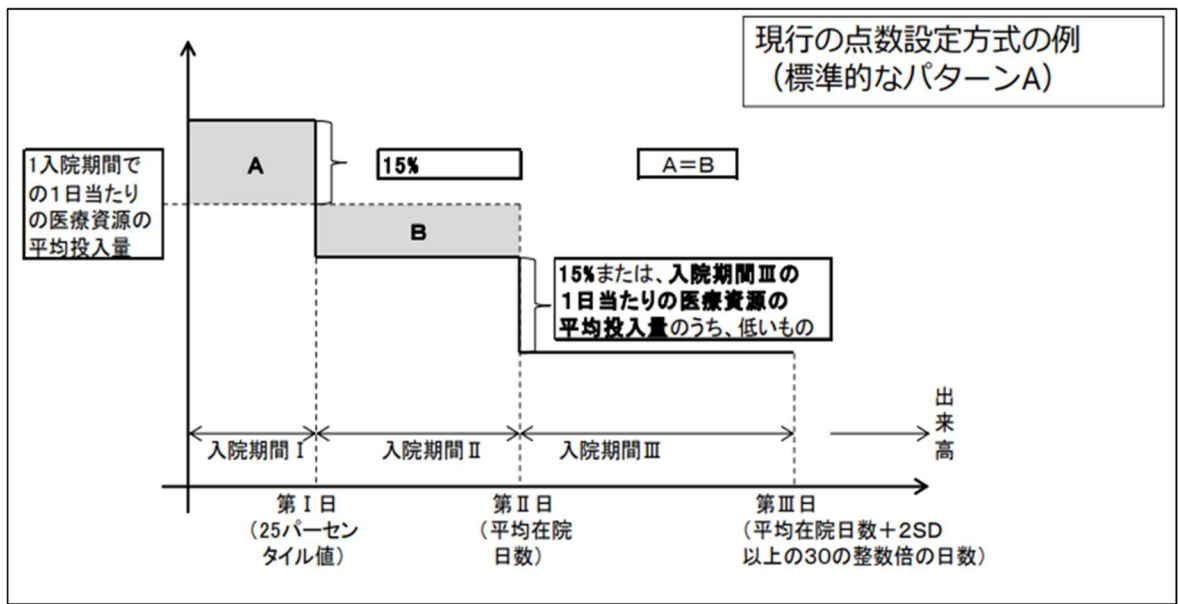 現行の点数設定方式の例
（標準的なパターンA）
1入院期間で
の1日当たり
の医療資源の
平均投入量
A
15%
A＝B
B
15%または、入院期間Ⅲの
1日当たりの医療資源の
平均投入量のうち、低いもの
出
来
高
入院期間Ⅰ
入院期間Ⅱ
入院期間Ⅲ
第Ⅰ日
（25パーセン
タイル値）
第Ⅱ日
（平均在院
日数）
第Ⅲ日
（平均在院日数＋2SD
以上の30の整数倍の日数）